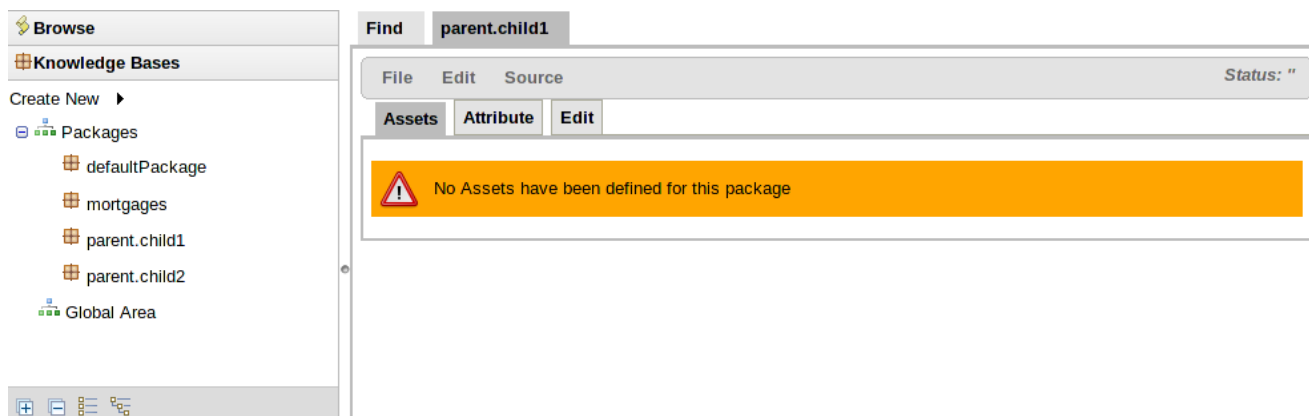 Browse
Knowledge Bases
Create New
Packages
defaultPackage
mortgages
parent.child1
parent.child2
Global Area
Find parent.child1
File Edit Source Status: ''
Assets Attribute Edit
No Assets have been defined for this package